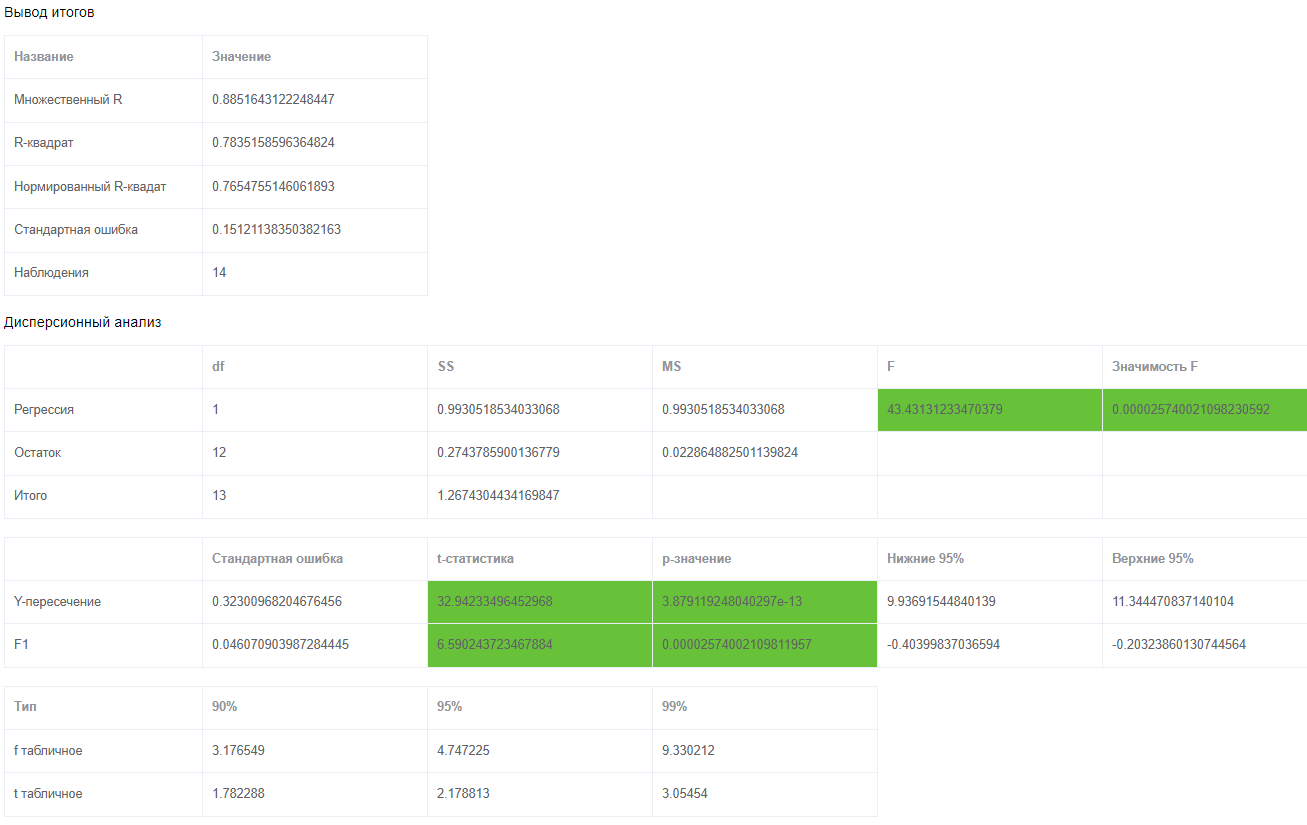 Вывод итогов
Название Значение
Множественный R 0.8851643122248447
R-квадрат 0.7835158596364824
Нормированный R-квадат 0.7654755146061893
Стандартная ошибка 0.15121138350382163
Наблюдения 14
Дисперсионный анализ
df SS MS F Значимость F
Регрессия 1 0.9930518534033068 0.9930518534033068 43.43131233470379 0.000025740021098230592
Остаток 12 0.2743785900136779 0.022864882501139824
Итого 13 1.2674304434169847
Стандартная ошибка t-статистика p-значение Нижние 95% Верхние 95%
Y-пересечение 0.32300968204676456 32.94233496452968 3.879119248040297e-13 9.93691544840139 11.344470837140104
F1 0.046070903987284445 6.590243723467884 0.00002574002109811957 -0.40399837036594 -0.20323860130744564
Тип 90% 95% 99%
f табличное 3.176549 4.747225 9.330212
t табличное 1.782288 2.178813 3.05454